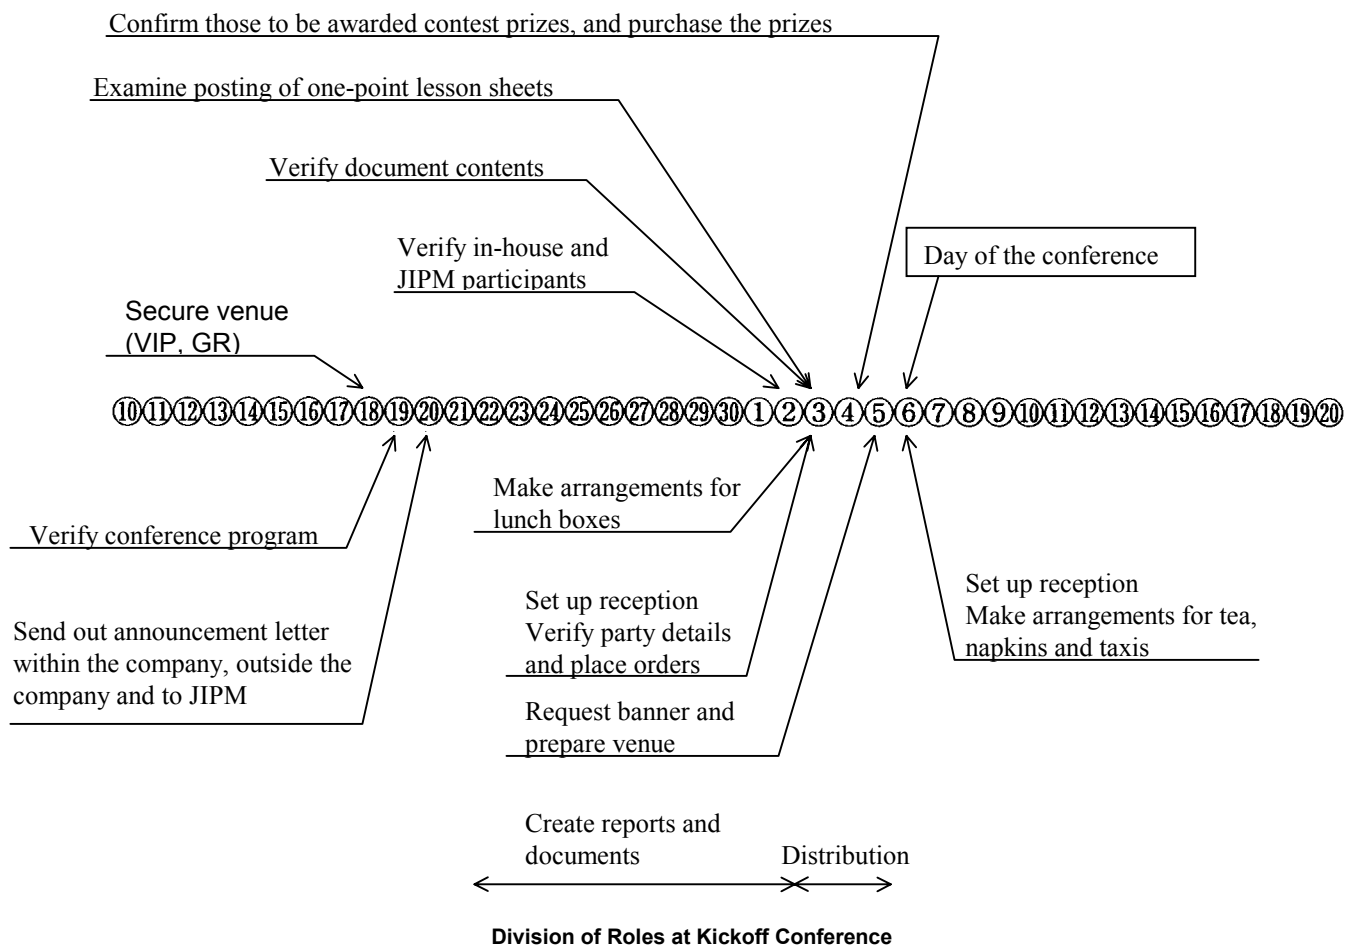 Confirm those to be awarded contest prizes, and purchase the prizes
Examine posting of one-point lesson sheets
Verify document contents
Verify in-house and
JIPM participants
Day of the conference
Secure venue
(VIP, GR)
⑩⑪⑫⑬⑭⑮⑯⑰⑱⑲⑳㉑㉒㉓㉔㉕㉖㉗㉘㉙㉚①②③④⑤⑥⑦⑧⑨⑩⑪⑫⑬⑭⑮⑯⑰⑱⑲⑳
Make arrangements for
lunch boxes
Verify conference program
Set up reception
Verify party details
and place orders
Set up reception
Make arrangements for tea,
napkins and taxis
Send out announcement letter
within the company, outside the
company and to JIPM
Request banner and
prepare venue
Create reports and
documents
Distribution
Division of Roles at Kickoff Conference